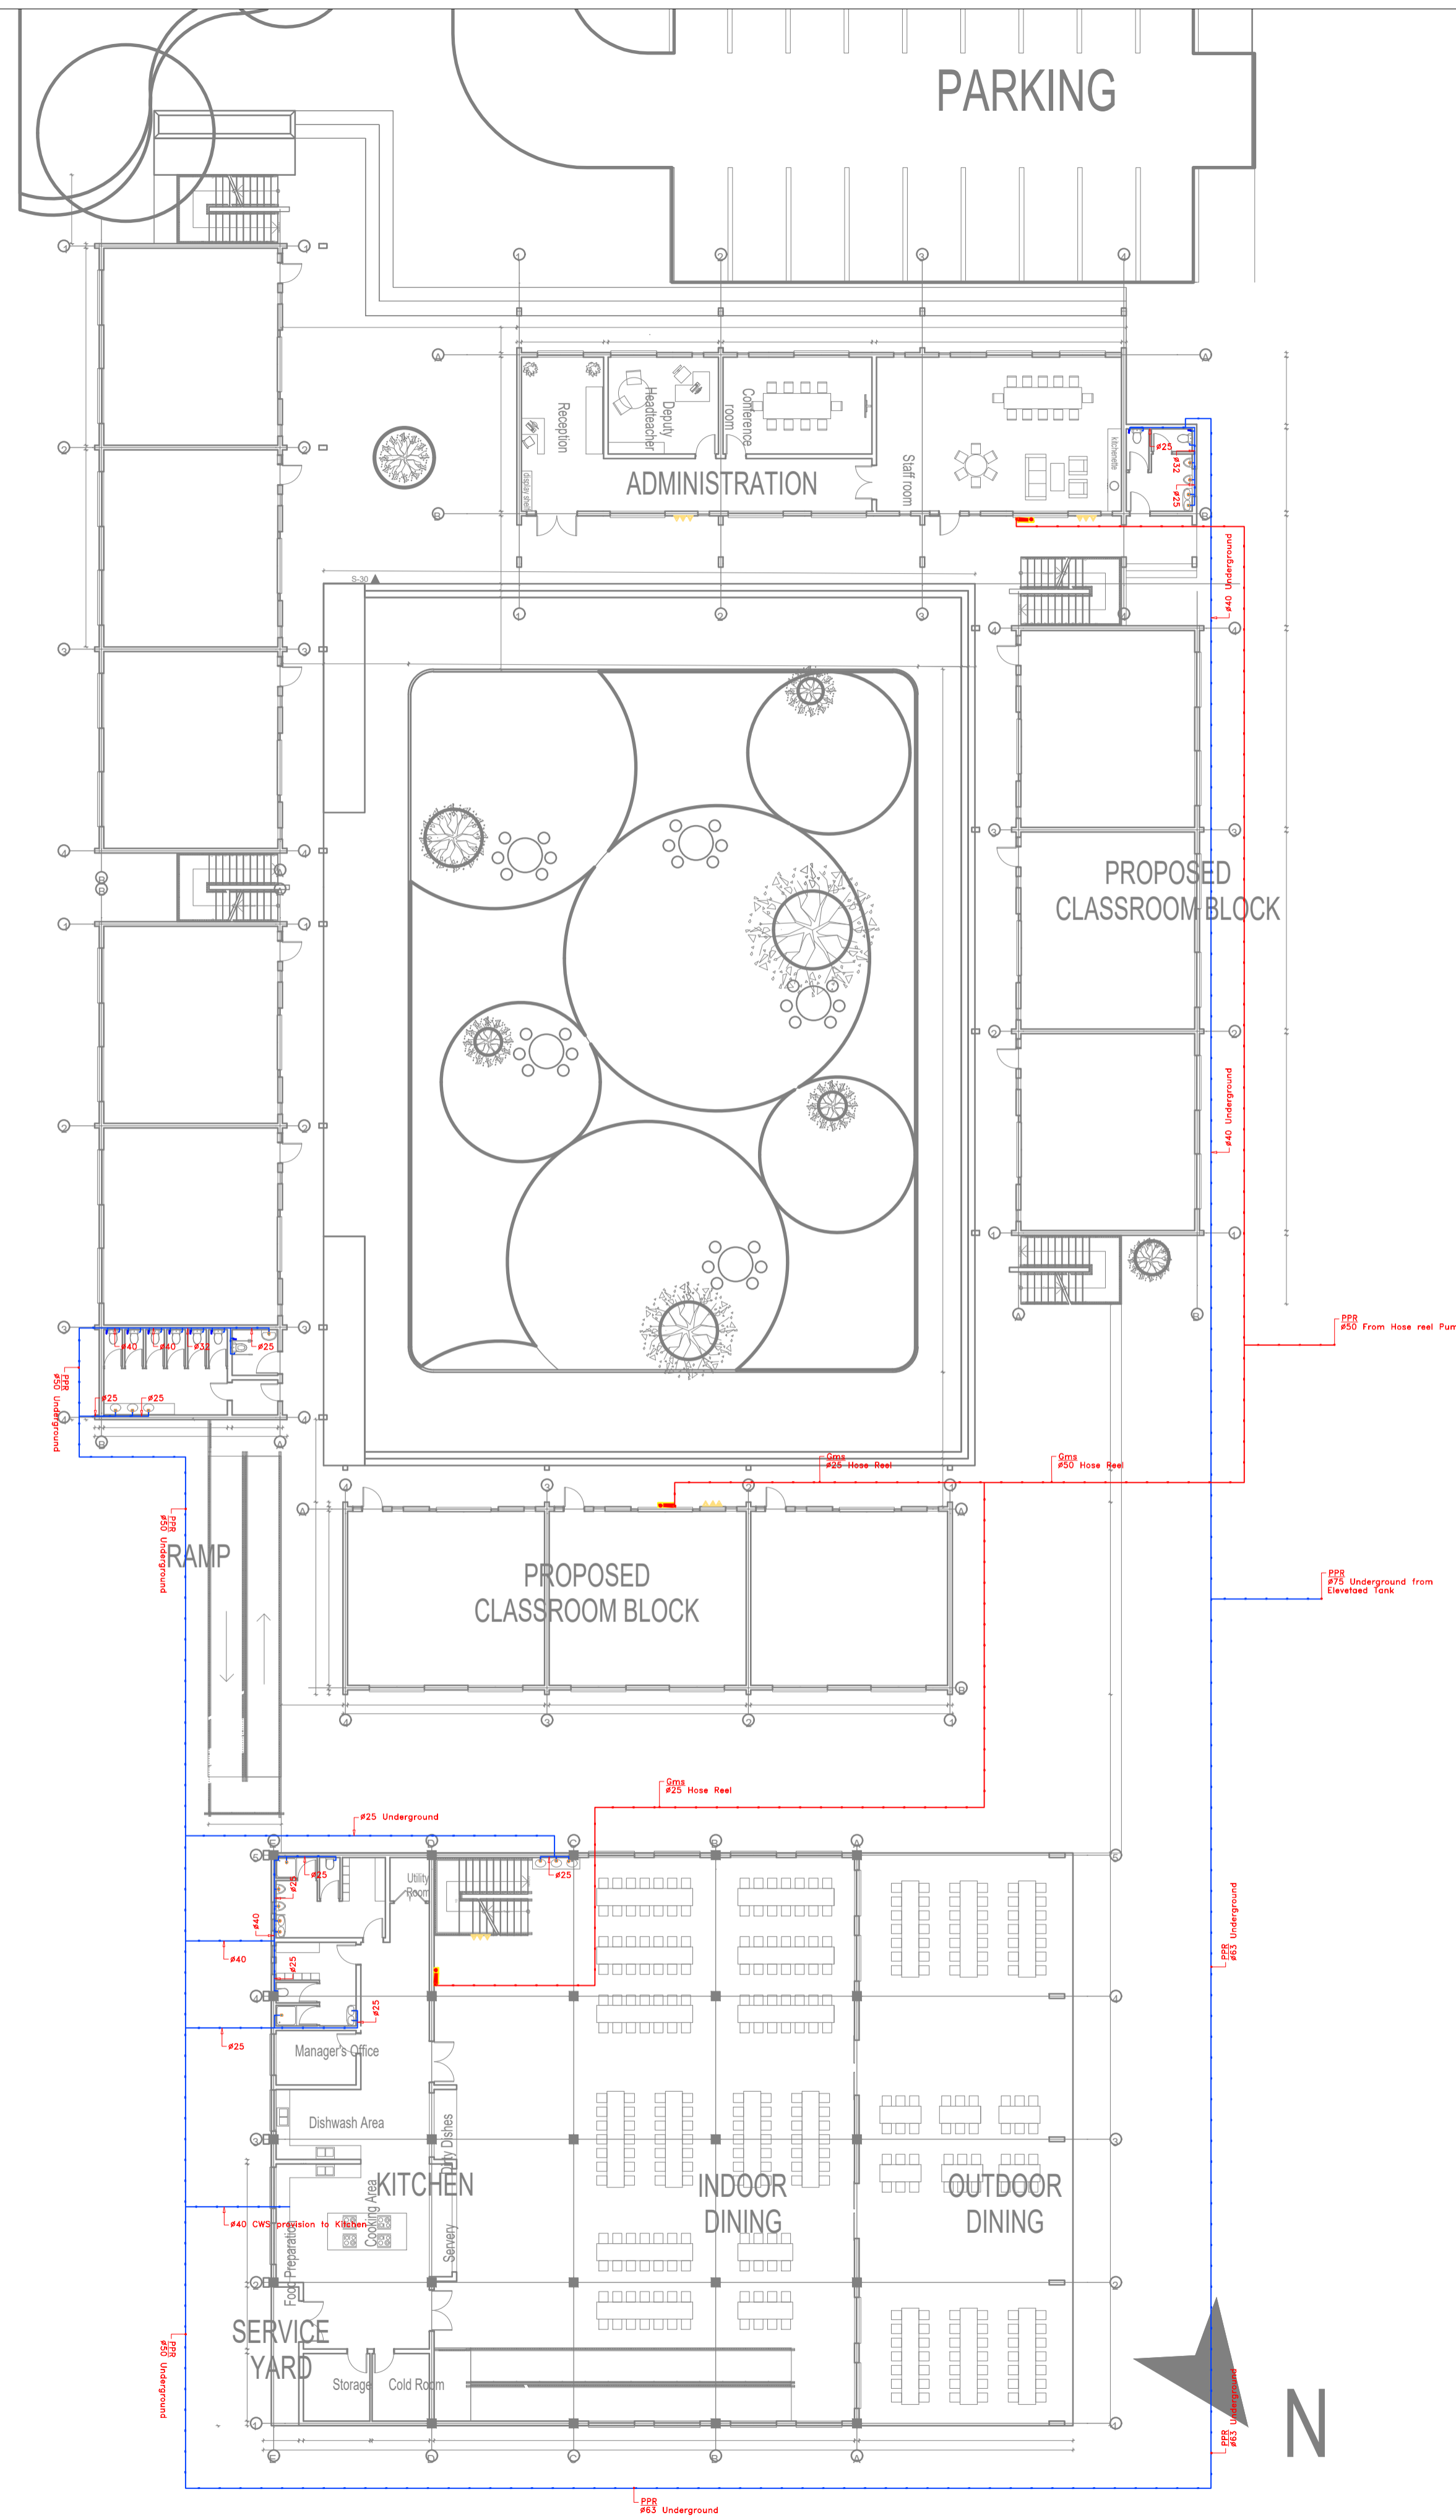 PARKING
Reception
Deputy
Headteacher
Conference
room
Staff room
kitchenette
display shelf
ADMINISTRATION
ø25
ø32
ø25
ø40 Underground
S-30
PROPOSED
CLASSROOM BLOCK
ø40 Underground
PPR
ø50 From Hose reel Pum
ø40
ø40
ø32
ø25
ø25
ø25
PPR
ø50 Underground
Gms
ø25 Hose Reel
Gms
ø50 Hose Reel
PPR
ø50 Underground
RAMP
PROPOSED
CLASSROOM BLOCK
PPR
ø75 Underground from
Elevetaed Tank
Gms
ø25 Hose Reel
ø25 Underground
ø25
ø25
ø25
Utility
Room
ø40
ø40
ø25
ø25
ø25
PPR
ø63 Underground
Manager's Office
Dishwash Area
Dirty Dishes
KITCHEN
Cooking Area
Servery
Food Preparation
ø40 CWS provision to Kitchen
INDOOR
DINING
OUTDOOR
DINING
SERVICE
YARD
Storage
Cold Room
PPR
ø50 Underground
PPR
ø63 Underground
N
PPR
ø63 Underground